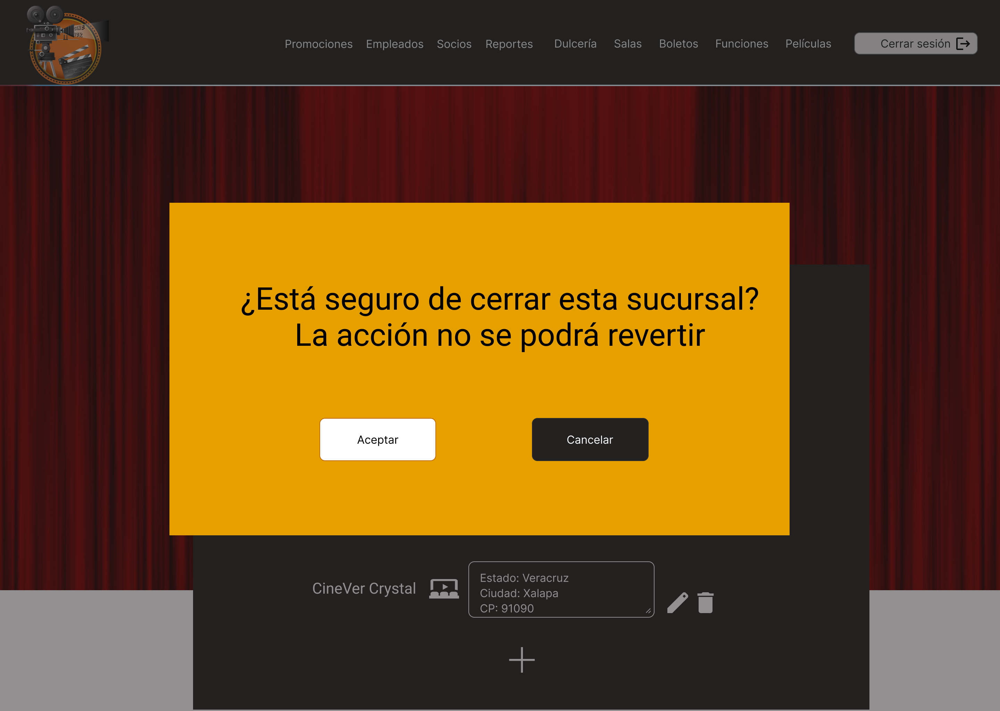 CINE
VER
Promociones Empleados Socios Reportes Dulcería Salas Boletos Funciones Películas Cerrar sesión
¿Está seguro de cerrar esta sucursal?
La acción no se podrá revertir
Aceptar Cancelar
CineVer Crystal
Estado: Veracruz
Ciudad: Xalapa
CP: 91090